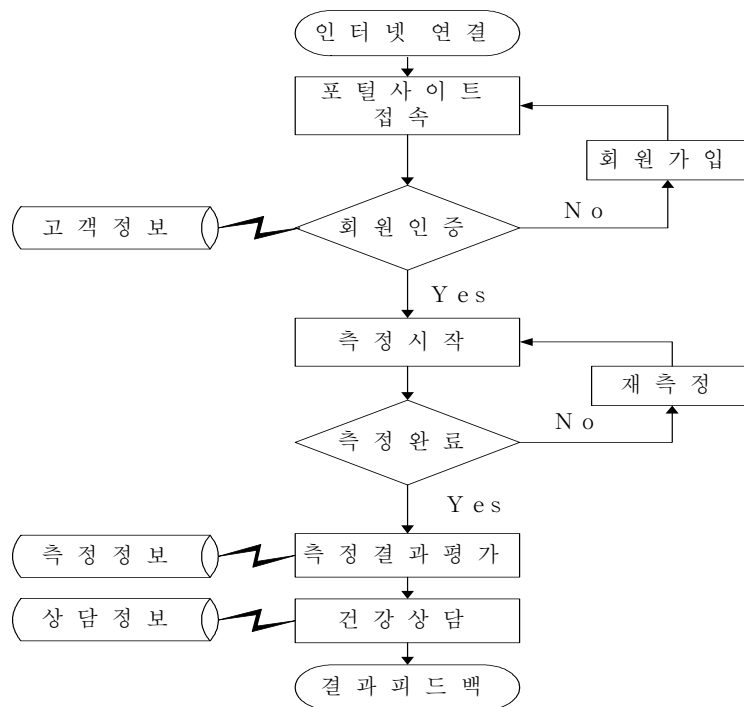 인터넷 연결
포털사이트
접속
회원가입
No
고객정보
회원인증
Yes
측정시작
재측정
No
측정완료
Yes
측정정보
측정결과평가
상담정보
건강상담
결과피드백